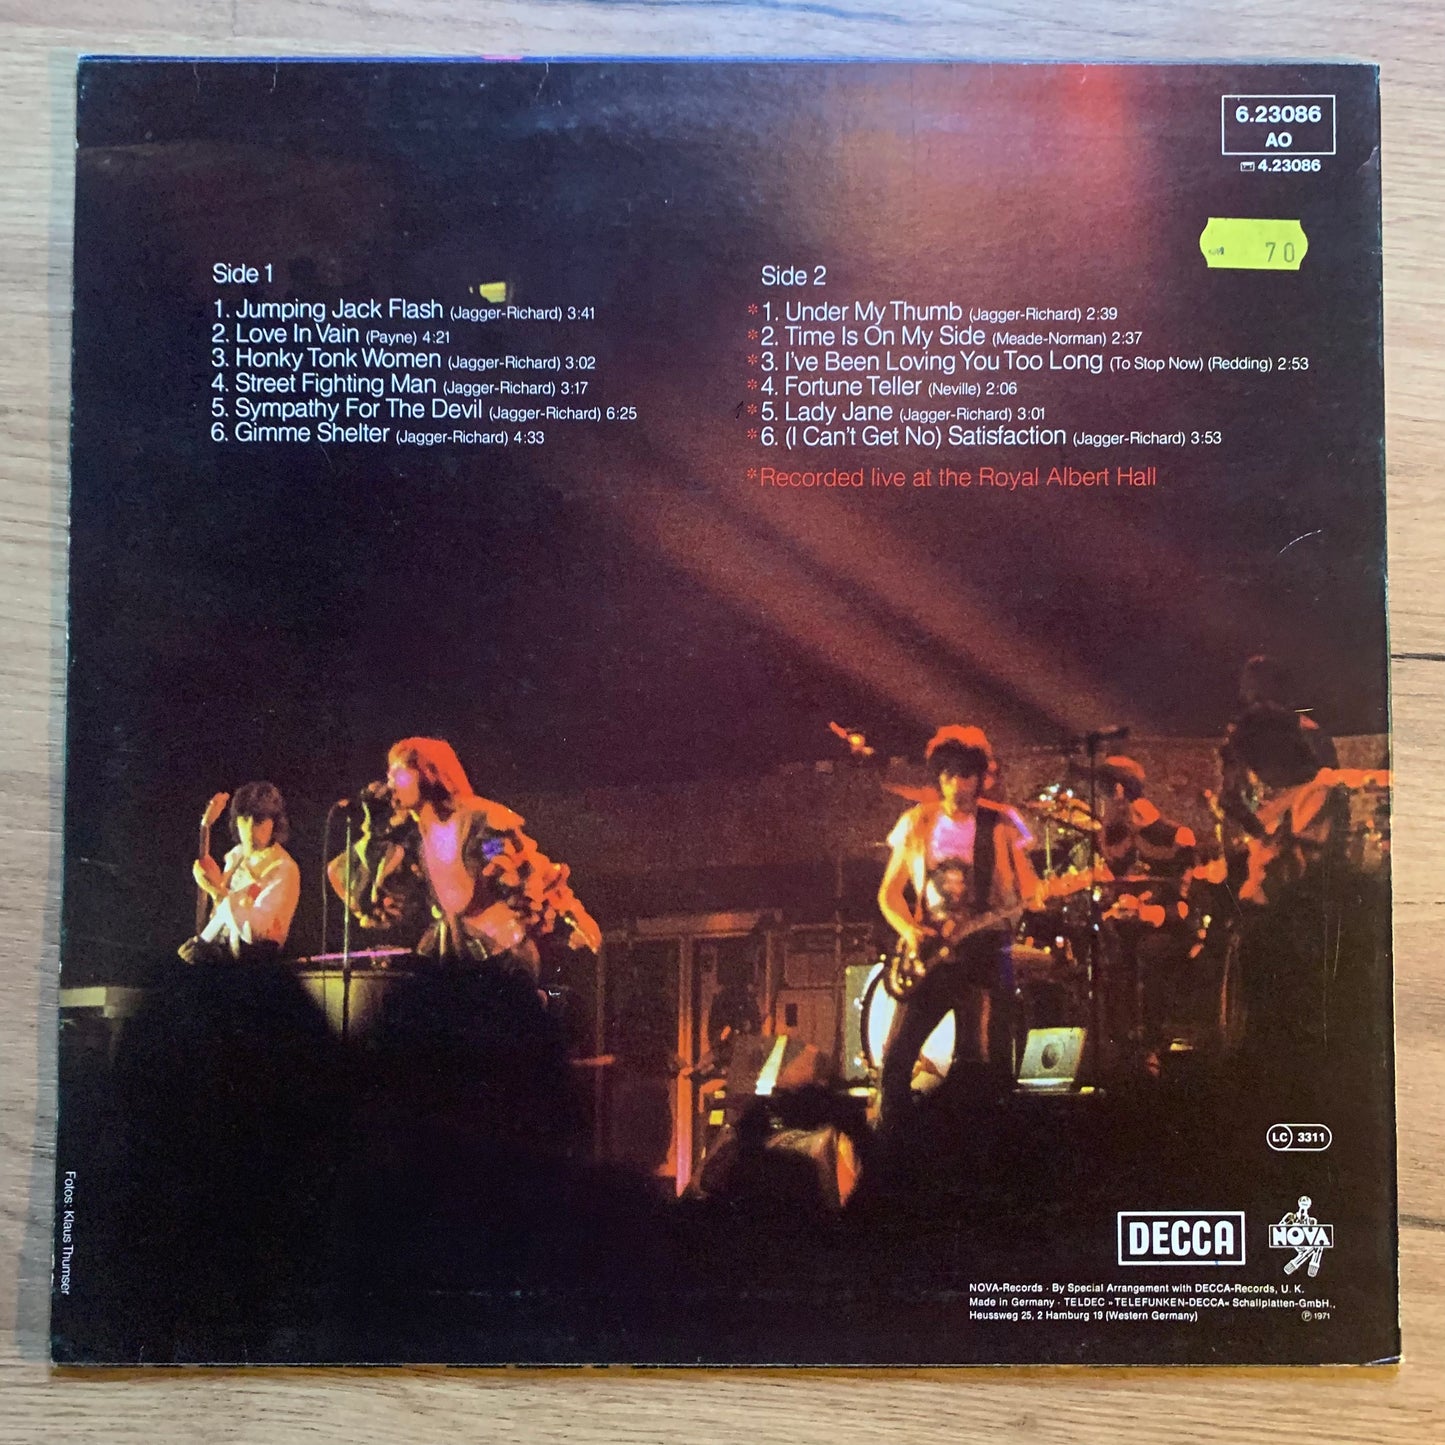 6.23086
AO
4.23086
70
Side 1
1. Jumping Jack Flash (Jagger-Richard) 3:41
2. Love In Vain (Payne) 4:21
3. Honky Tonk Women (Jagger-Richard) 3:02
4. Street Fighting Man (Jagger-Richard) 3:17
5. Sympathy For The Devil (Jagger-Richard) 6:25
6. Gimme Shelter (Jagger-Richard) 4:33
Side 2
*1. Under My Thumb (Jagger-Richard) 2:39
*2. Time Is On My Side (Meade-Norman) 2:37
*3. I've Been Loving You Too Long (To Stop Now) (Redding) 2:53
*4. Fortune Teller (Neville) 2:06
*5. Lady Jane (Jagger-Richard) 3:01
*6. (I Can't Get No) Satisfaction (Jagger-Richard) 3:53
*Recorded live at the Royal Albert Hall
Fotos: Klaus Thumser
LC 3311
DECCA
NOVA
NOVA-Records · By Special Arrangement with DECCA-Records, U. K.
Made in Germany · TELDEC »TELEFUNKEN-DECCA« Schallplatten-GmbH.,
Heussweg 25, 2 Hamburg 19 (Western Germany)
℗ 1971